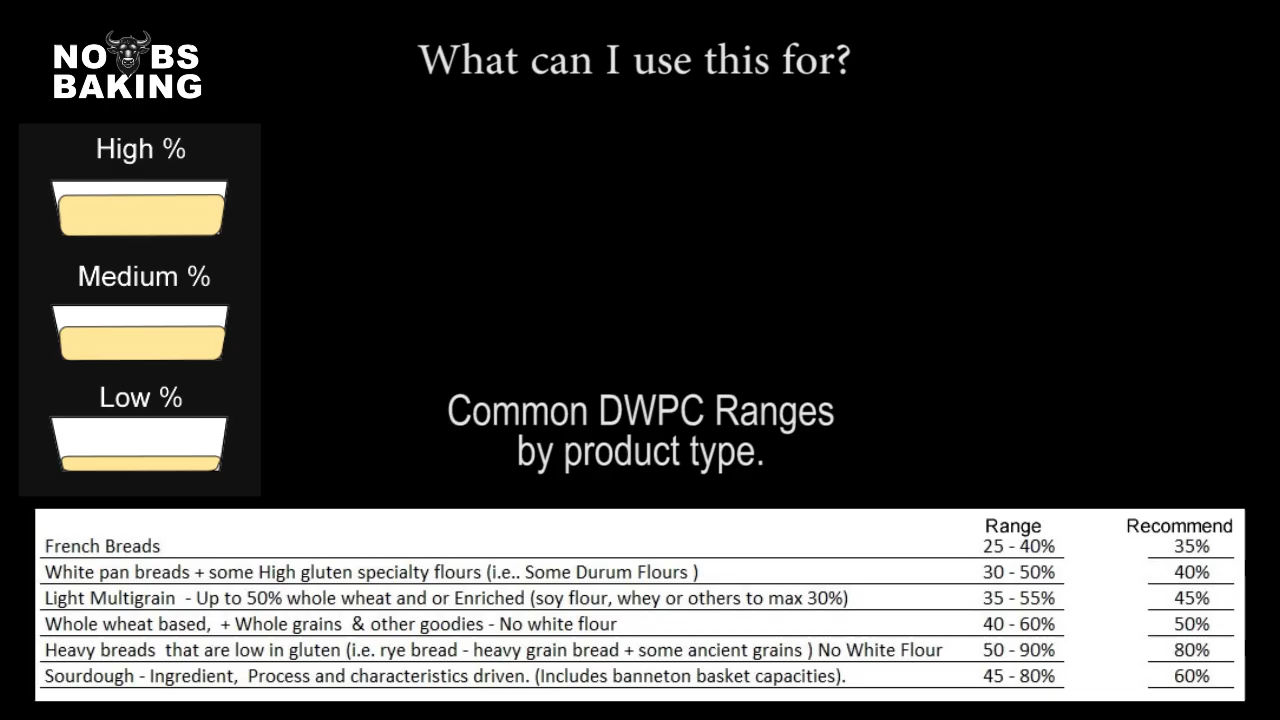 NO BS
BAKING
What can I use this for?
High %
Medium %
Low %
Common DWPC Ranges
by product type.
Range Recommend
French Breads 25 - 40% 35%
White pan breads + some High gluten specialty flours (i.e.. Some Durum Flours ) 30 - 50% 40%
Light Multigrain - Up to 50% whole wheat and or Enriched (soy flour, whey or others to max 30%) 35 - 55% 45%
Whole wheat based, + Whole grains & other goodies - No white flour 40 - 60% 50%
Heavy breads that are low in gluten (i.e. rye bread - heavy grain bread + some ancient grains ) No White Flour 50 - 90% 80%
Sourdough - Ingredient, Process and characteristics driven. (Includes banneton basket capacities). 45 - 80% 60%